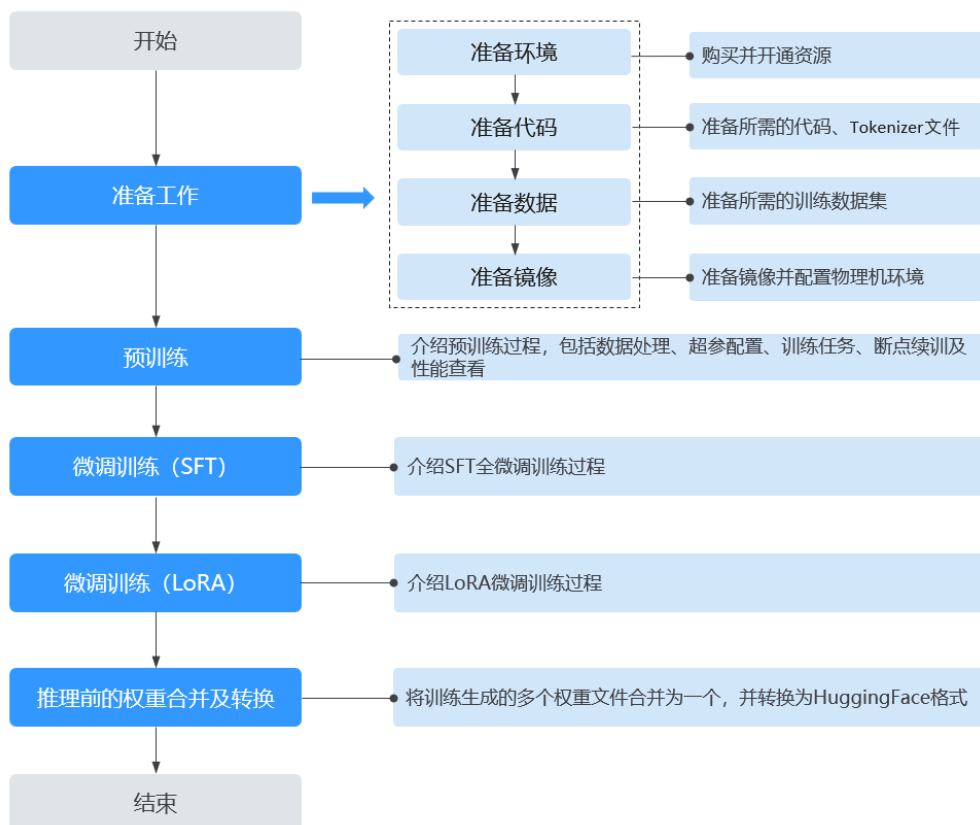 开始
准备工作
准备环境
购买并开通资源
准备代码
准备所需的代码、Tokenizer文件
准备数据
准备所需的训练数据集
准备镜像
准备镜像并配置物理机环境
预训练
介绍预训练过程，包括数据处理、超参配置、训练任务、断点续训及
性能查看
微调训练（SFT）
介绍SFT全微调训练过程
微调训练（LoRA）
介绍LoRA微调训练过程
推理前的权重合并及转换
将训练生成的多个权重文件合并为一个，并转换为HuggingFace格式
结束